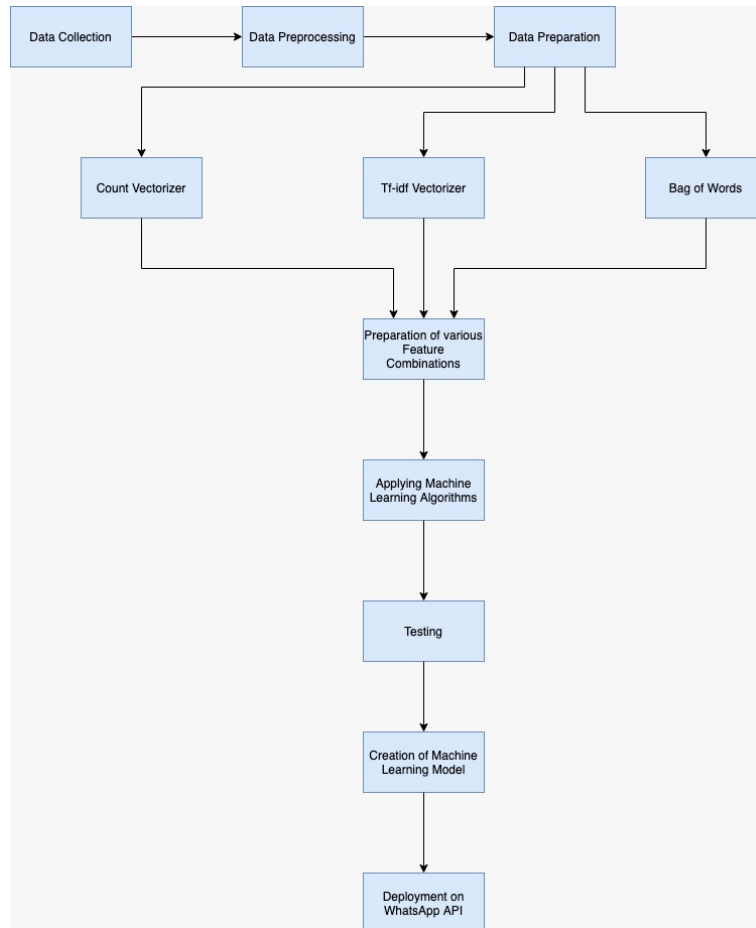 Data Collection
Data Preprocessing
Data Preparation
Count Vectorizer
Tf-idf Vectorizer
Bag of Words
Preparation of various
Feature
Combinations
Applying Machine
Learning Algorithms
Testing
Creation of Machine
Learning Model
Deployment on
WhatsApp API